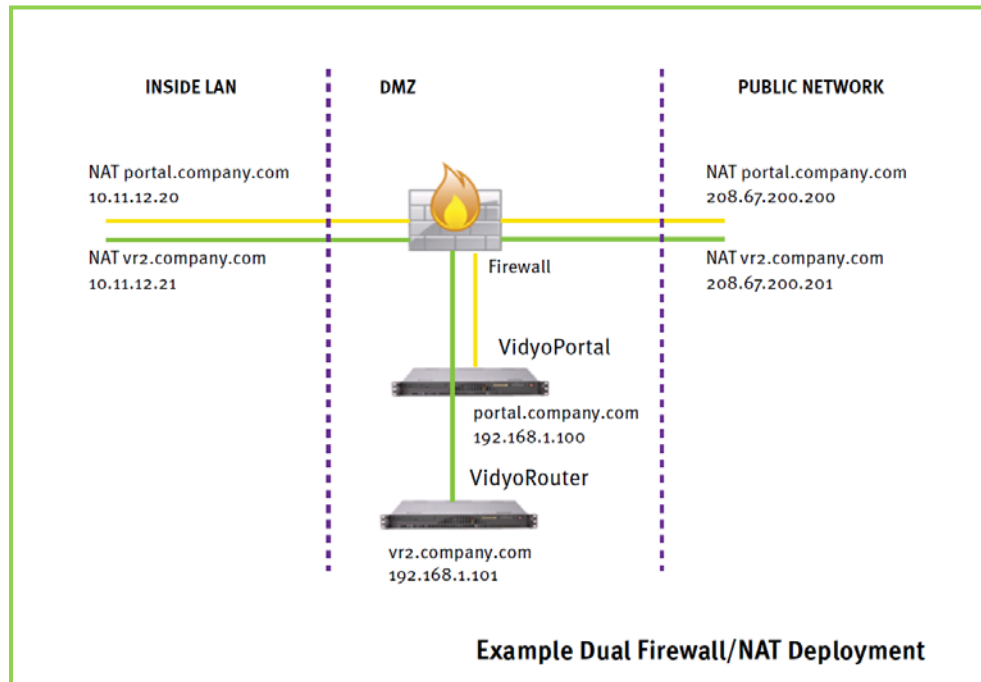 INSIDE LAN
DMZ
PUBLIC NETWORK
NAT portal.company.com
10.11.12.20
NAT portal.company.com
208.67.200.200
NAT vr2.company.com
10.11.12.21
Firewall
NAT vr2.company.com
208.67.200.201
VidyoPortal
portal.company.com
192.168.1.100
VidyoRouter
vr2.company.com
192.168.1.101
Example Dual Firewall/NAT Deployment